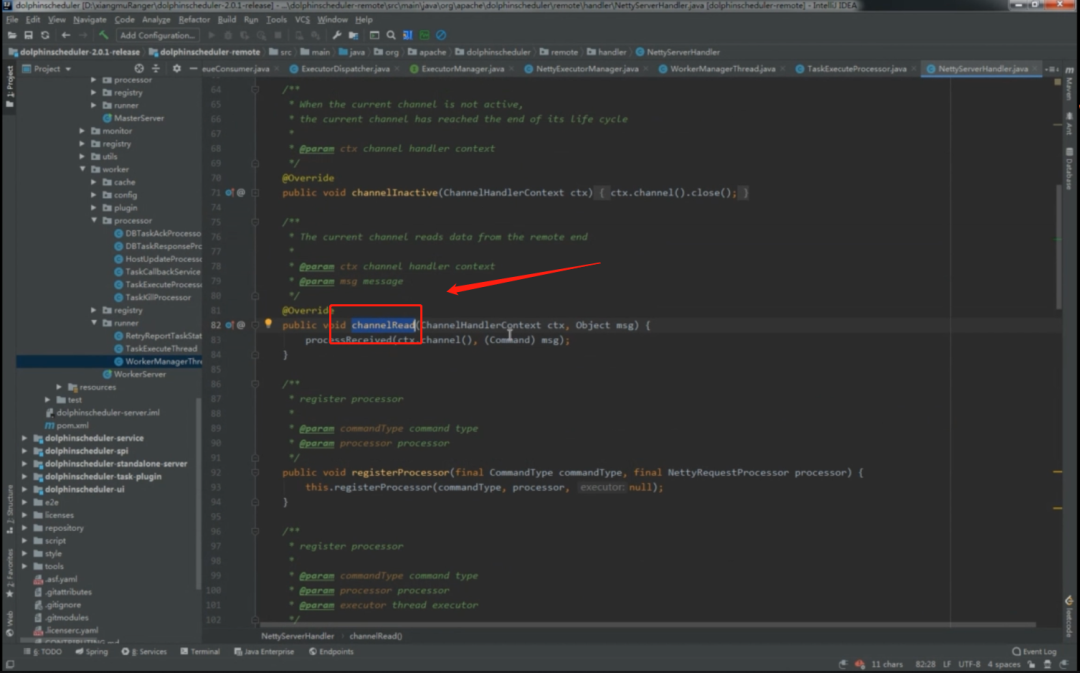 dolphinscheduler [D:\xiangmuRanger\dolphinscheduler-2.0.1-release] - ...\dolphinscheduler-remote\src\main\java\org\apache\dolphinscheduler\remote\handler\NettyServerHandler.java [dolphinscheduler-remote] - IntelliJ IDEA
File Edit View Navigate Code Analyze Refactor Build Run Tools VCS Window Help
Add Configuration...
dolphinscheduler-2.0.1-release dolphinscheduler-remote src main java org apache dolphinscheduler remote handler NettyServerHandler
Project
eueConsumer.java ExecutorDispatcher.java ExecutorManager.java NettyExecutorManager.java WorkerManagerThread.java TaskExecuteProcessor.java NettyServerHandler.java
1: Project
processor
registry
runner
MasterServer
monitor
registry
utils
worker
cache
config
plugin
processor
DBTaskAckProcesso
DBTaskResponsePro
HostUpdateProcesso
TaskCallbackService
TaskExecuteProcesso
TaskKillProcessor
registry
runner
RetryReportTaskStat
TaskExecuteThread
WorkerManagerThre
WorkerServer
resources
test
dolphinscheduler-server.iml
pom.xml
dolphinscheduler-service
dolphinscheduler-spi
dolphinscheduler-standalone-server
dolphinscheduler-task-plugin
dolphinscheduler-ui
e2e
licenses
repository
script
style
tools
.asf.yaml
.gitattributes
.gitignore
.gitmodules
.licenserc.yaml
CONTRIBUTING.md
64 /**
65 * When the current channel is not active,
66 * the current channel has reached the end of its life cycle
67 *
68 * @param ctx channel handler context
69 */
70 @Override
71 public void channelInactive(ChannelHandlerContext ctx) { ctx.channel().close(); }
74
75 /**
76 * The current channel reads data from the remote end
77 *
78 * @param ctx channel handler context
79 * @param msg message
80 */
81 @Override
82 public void channelRead(ChannelHandlerContext ctx, Object msg) {
83 processReceived(ctx.channel(), (Command) msg);
84 }
85
86 /**
87 * register processor
88 *
89 * @param commandType command type
90 * @param processor processor
91 */
92 public void registerProcessor(final CommandType commandType, final NettyRequestProcessor processor) {
93 this.registerProcessor(commandType, processor, executor: null);
94 }
95
96 /**
97 * register processor
98 *
99 * @param commandType command type
100 * @param processor processor
101 * @param executor thread executor
102 */
NettyServerHandler › channelRead()
Maven
Ant
Database
leetcode
Z: Structure
2: Favorites
Web
6: TODO Spring 8: Services Terminal Java Enterprise Endpoints Event Log
11 chars 82:28 LF UTF-8 4 spaces